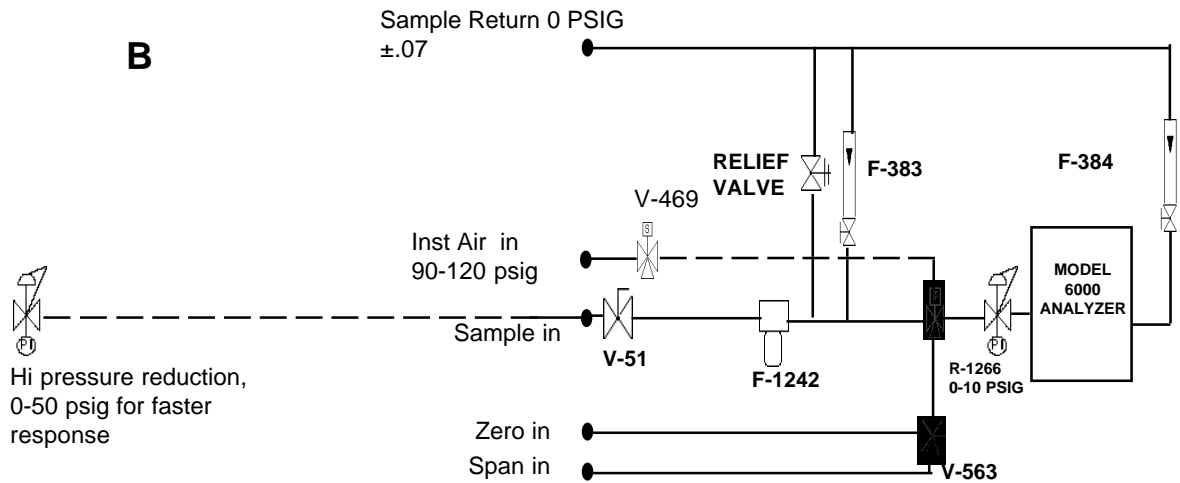 Sample Return 0 PSIG
±.07
B
RELIEF
VALVE
F-383
F-384
V-469
S
Inst Air in
90-120 psig
MODEL
6000
ANALYZER
Sample in
V-51
F-1242
R-1266
0-10 PSIG
PI
PI
Hi pressure reduction,
0-50 psig for faster
response
Zero in
Span in
V-563